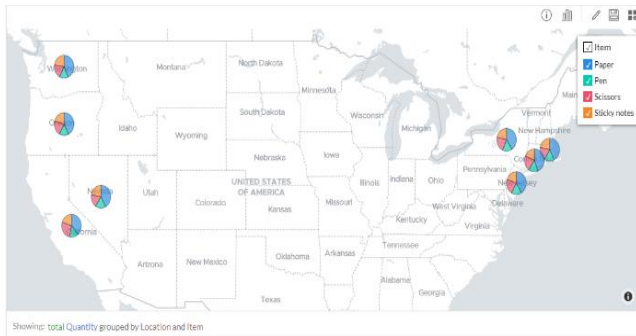 Item
Paper
Pen
Scissors
Sticky notes
Montana
North Dakota
Minnesota
South Dakota
Wisconsin
Michigan
Vermont
New Hampshire
Idaho
Wyoming
Nebraska
Iowa
Pennsylvania
Utah
Colorado
UNITED STATES
OF AMERICA
Kansas
Missouri
Illinois
Indiana
Ohio
West Virginia
Delaware
Kentucky
Virginia
Arizona
New Mexico
Oklahoma
Arkansas
Tennessee
Texas
Alabama
Georgia
Showing: total Quantity grouped by Location and Item